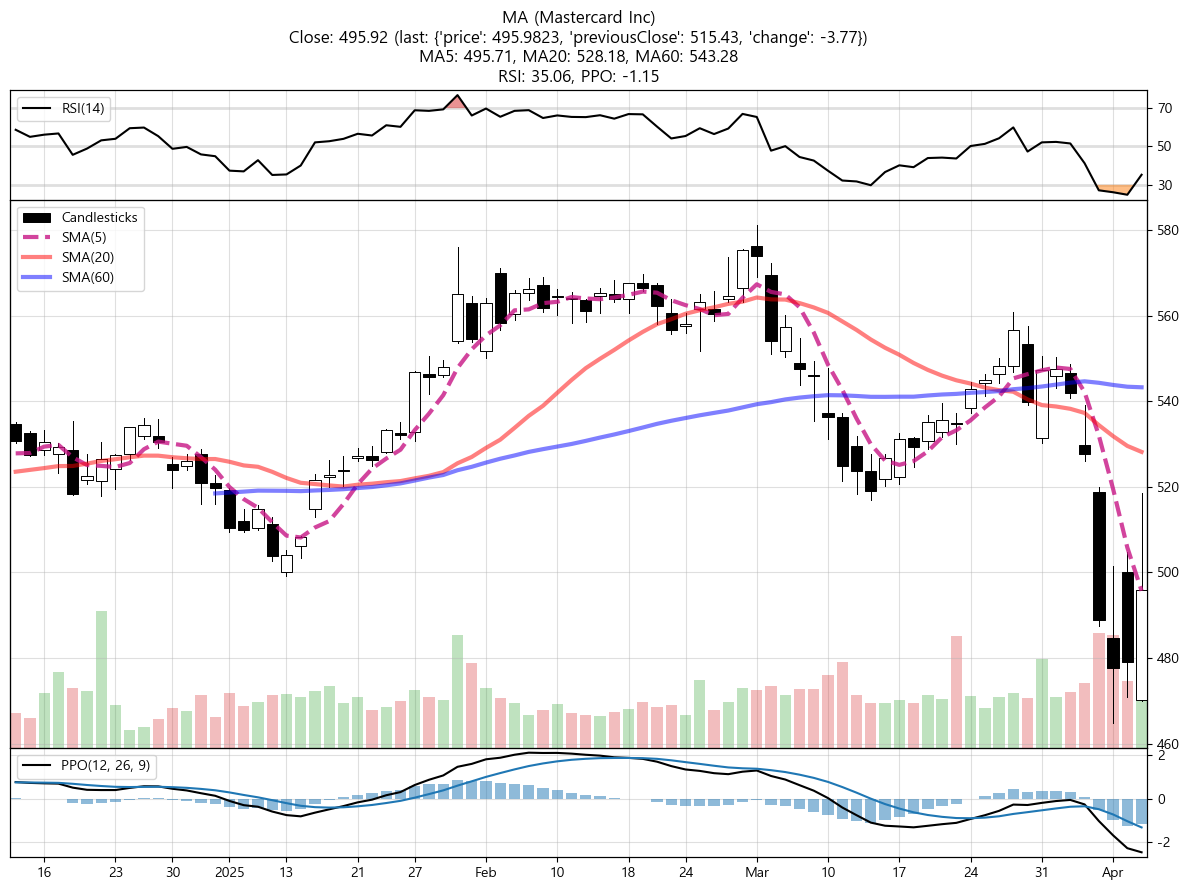 MA (Mastercard Inc)
Close: 495.92 (last: {'price': 495.9823, 'previousClose': 515.43, 'change': -3.77})
MA5: 495.71, MA20: 528.18, MA60: 543.28
RSI: 35.06, PPO: -1.15
RSI(14)
70
50
30
Candlesticks
SMA(5)
SMA(20)
SMA(60)
580
560
540
520
500
480
460
PPO(12, 26, 9)
2
0
-2
16 23 30 2025 13 21 27 Feb 10 18 24 Mar 10 17 24 31 Apr